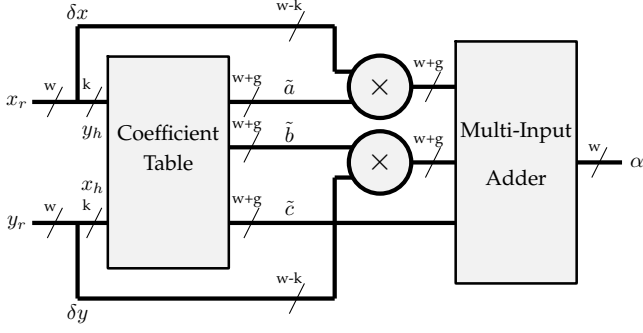 δx
w-k
w+g
w+g
x_r
w
k
ã
×
y_h
w+g
Coefficient
Table
b̃
w+g
Multi-Input
Adder
w
α
×
x_h
y_r
w
k
w+g
c̃
w-k
δy